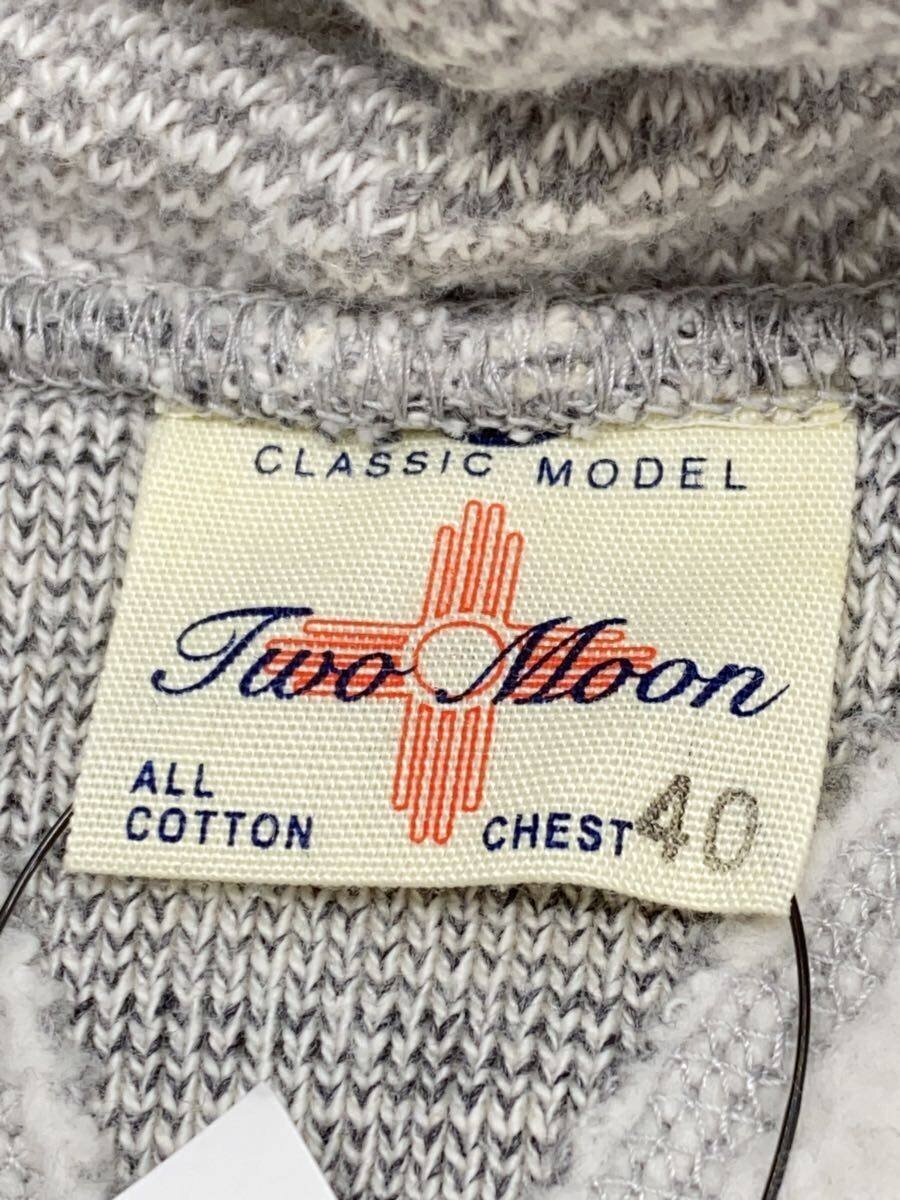 CLASSIC MODEL
Two Moon
ALL
COTTON
CHEST 40